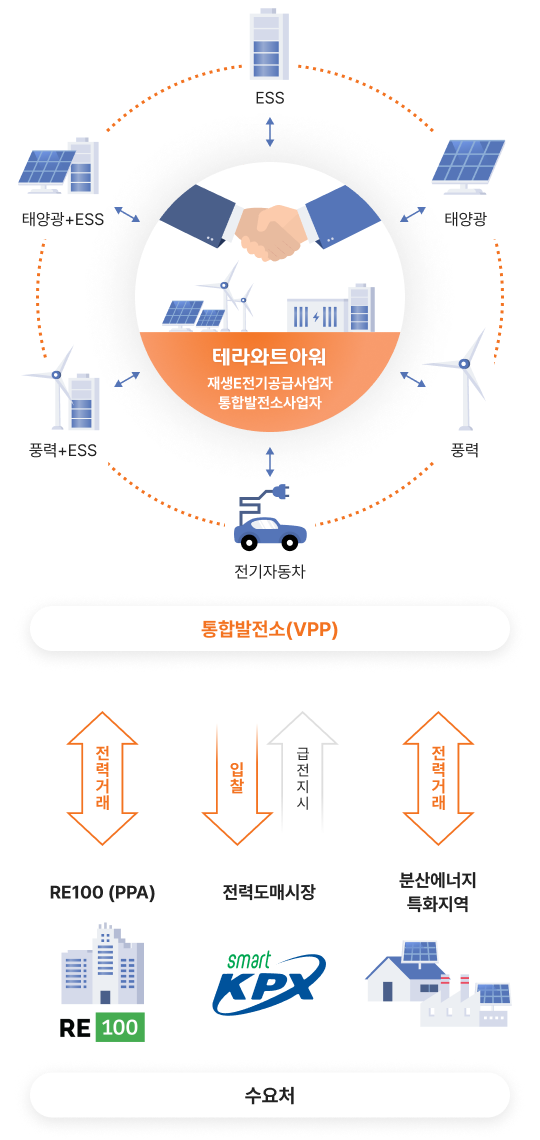 ESS
태양광+ESS
태양광
테라와트아워
재생E전기공급사업자
통합발전소사업자
풍력+ESS
풍력
전기자동차
통합발전소(VPP)
전력거래
입찰
급전지시
전력거래
RE100 (PPA)
전력도매시장
분산에너지
특화지역
smart
KPX
RE 100
수요처